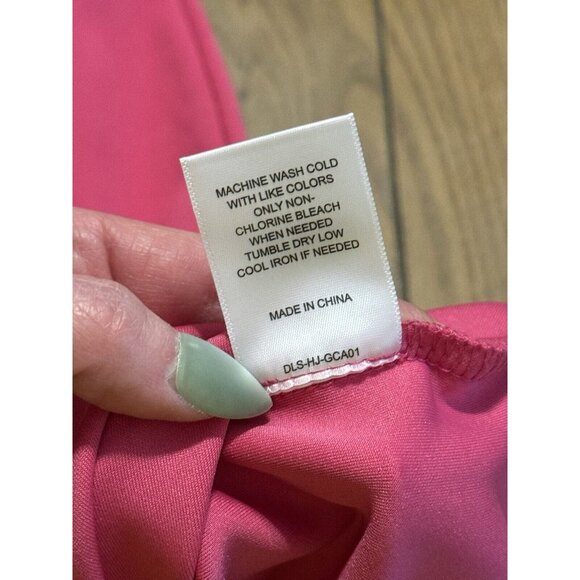 MACHINE WASH COLD
WITH LIKE COLORS
ONLY NON-
CHLORINE BLEACH
WHEN NEEDED
TUMBLE DRY LOW
COOL IRON IF NEEDED
MADE IN CHINA
DLS-HJ-GCA01